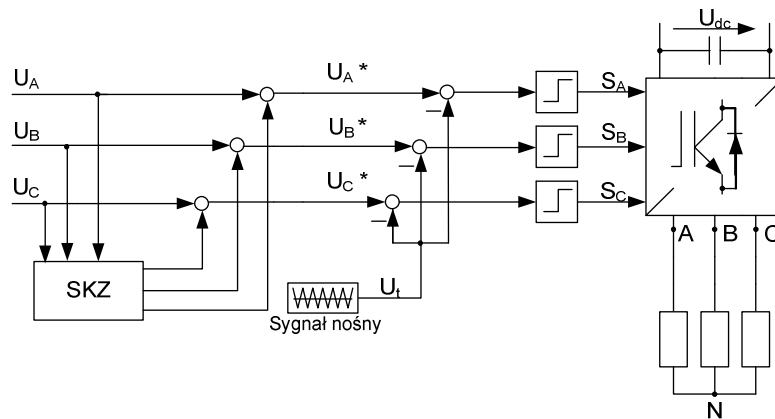 U_dc
U_A
U_A *
S_A
U_B
U_B *
S_B
U_C
U_C *
S_C
A B C
SKZ
U_t
Sygnał nośny
N